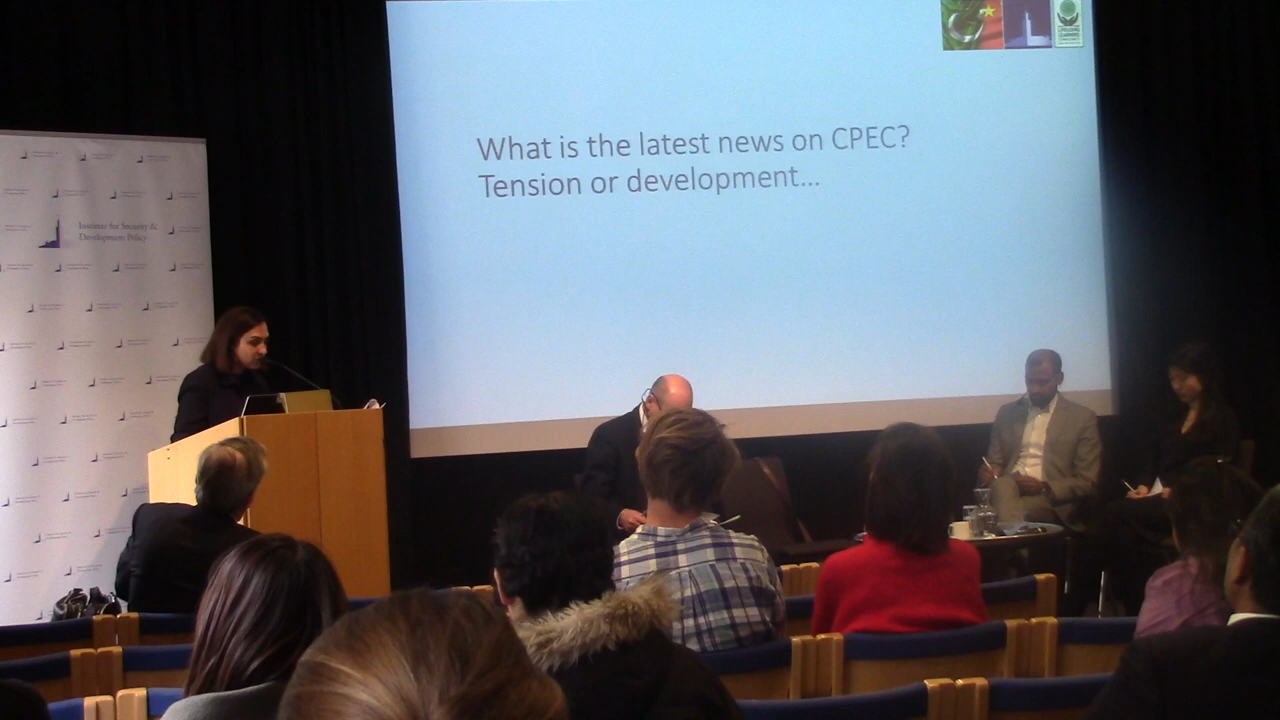 What is the latest news on CPEC?
Tension or development...
Institute for Security &
Development Policy